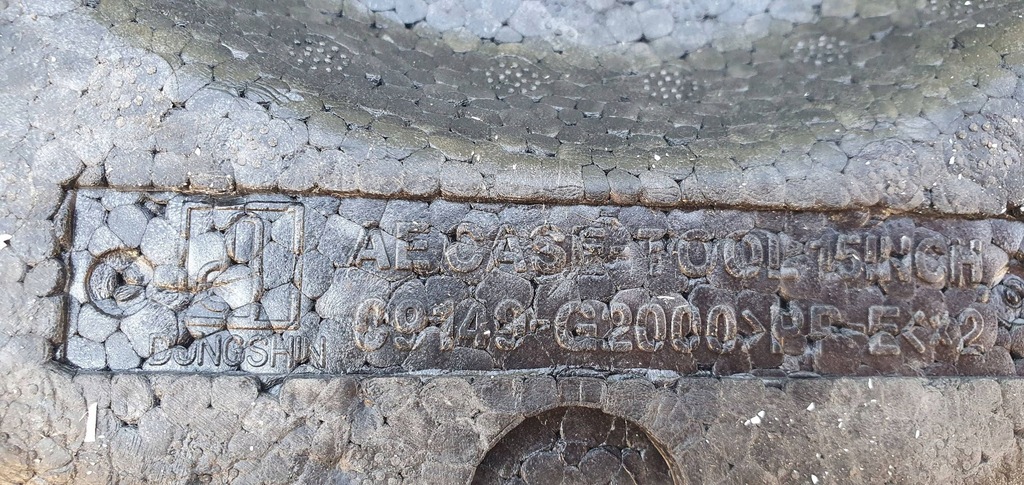 DONGSHIN
AE CASE-TOOL 15INCH
09149-G2000>PP-E<*2